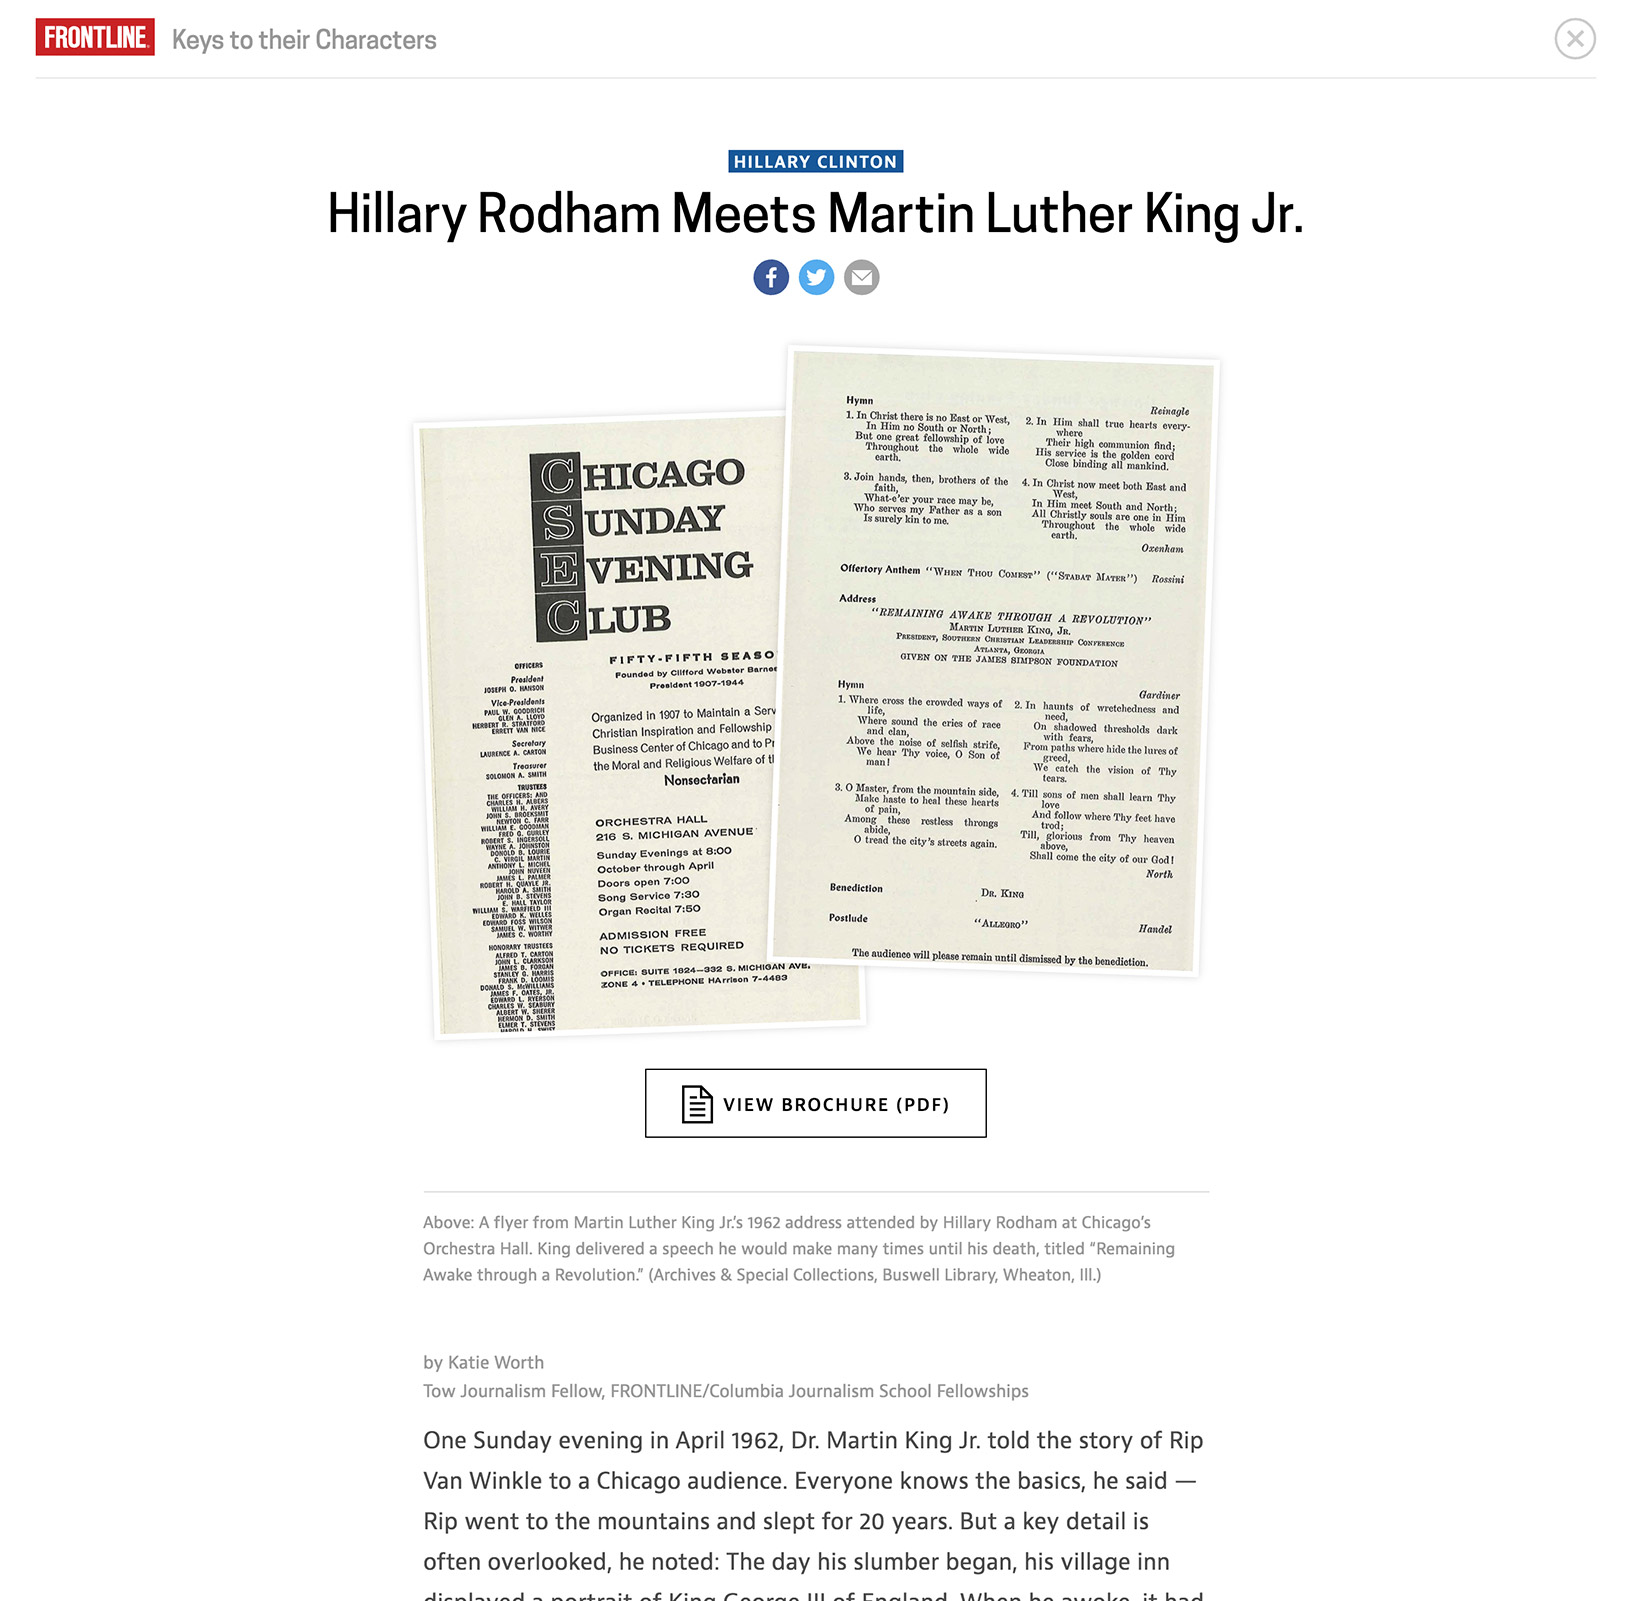 FRONTLINE
Keys to their Characters
HILLARY CLINTON
Hillary Rodham Meets Martin Luther King Jr.
CHICAGO
SUNDAY
EVENING
CLUB
OFFICERS
President
JOSEPH O. HANSON
Vice-Presidents
PAUL W. GOODRICH
GLEN A. LLOYD
HERBERT R. STRATFORD
ERRETT VAN NICE
Secretary
LAURENCE A. CARTON
Treasurer
SOLOMON A. SMITH
TRUSTEES
THE OFFICERS; AND
CHARLES H. ALBERS
WILLIAM H. AVERY
JOHN S. BROEKSMIT
NEWTON C. FARR
WILLIAM E. GOODMAN
FRED G. GURLEY
ROBERT S. INGERSOLL
WAYNE A. JOHNSTON
DONOLD B. LOURIE
C. VIRGIL MARTIN
ANTHONY L. MICHEL
JOHN NUVEEN
JAMES L. PALMER
ROBERT H. QUAYLE JR.
HAROLD A. SMITH
JOHN B. STEVENS
E. HALL TAYLOR
WILLIAM S. WARFIELD III
EDWARD K. WELLES
EDWARD FOSS WILSON
SAMUEL W. WITWER
JAMES C. WORTHY
HONORARY TRUSTEES
ALFRED T. CARTON
JOHN L. CLARKSON
JAMES B. FORGAN
STANLEY G. HARRIS
FRANK D. LOOMIS
DONALD S. McWILLIAMS
JAMES F. OATES, JR.
EDWARD L. RYERSON
CHARLES W. SEABURY
ALBERT W. SHERER
HERMON D. SMITH
ELMER T. STEVENS
HAROLD H. SWIFT
FIFTY-FIFTH SEASO
Founded by Clifford Webster Barnes
President 1907-1944
Organized in 1907 to Maintain a Serv
Christian Inspiration and Fellowship
Business Center of Chicago and to Pr
the Moral and Religious Welfare of t
Nonsectarian
ORCHESTRA HALL
216 S. MICHIGAN AVENUE
Sunday Evenings at 8:00
October through April
Doors open 7:00
Song Service 7:30
Organ Recital 7:50
ADMISSION FREE
NO TICKETS REQUIRED
OFFICE: SUITE 1824—332 S. MICHIGAN AVE.
ZONE 4 • TELEPHONE HArrison 7-4483
Hymn
Reinagle
1. In Christ there is no East or West,
In Him no South or North;
But one great fellowship of love
Throughout the whole wide
earth.
2. In Him shall true hearts every-
where
Their high communion find;
His service is the golden cord
Close binding all mankind.
3. Join hands, then, brothers of the
faith,
What-e'er your race may be,
Who serves my Father as a son
Is surely kin to me.
4. In Christ now meet both East and
West,
In Him meet South and North;
All Christly souls are one in Him
Throughout the whole wide
earth.
Oxenham
Offertory Anthem "WHEN THOU COMEST" ("STABAT MATER") Rossini
Address
"REMAINING AWAKE THROUGH A REVOLUTION"
MARTIN LUTHER KING, JR.
PRESIDENT, SOUTHERN CHRISTIAN LEADERSHIP CONFERENCE
ATLANTA, GEORGIA
GIVEN ON THE JAMES SIMPSON FOUNDATION
Hymn
Gardiner
1. Where cross the crowded ways of
life,
Where sound the cries of race
and clan,
Above the noise of selfish strife,
We hear Thy voice, O Son of
man!
2. In haunts of wretchedness and
need,
On shadowed thresholds dark
with fears,
From paths where hide the lures of
greed,
We catch the vision of Thy
tears.
3. O Master, from the mountain side,
Make haste to heal these hearts
of pain,
Among these restless throngs
abide,
O tread the city's streets again.
4. Till sons of men shall learn Thy
love
And follow where Thy feet have
trod;
Till, glorious from Thy heaven
above,
Shall come the city of our God!
North
Benediction
DR. KING
Postlude
"ALLEGRO"
Handel
The audience will please remain until dismissed by the benediction.
VIEW BROCHURE (PDF)
Above: A flyer from Martin Luther King Jr.'s 1962 address attended by Hillary Rodham at Chicago's
Orchestra Hall. King delivered a speech he would make many times until his death, titled “Remaining
Awake through a Revolution.” (Archives & Special Collections, Buswell Library, Wheaton, Ill.)
by Katie Worth
Tow Journalism Fellow, FRONTLINE/Columbia Journalism School Fellowships
One Sunday evening in April 1962, Dr. Martin King Jr. told the story of Rip
Van Winkle to a Chicago audience. Everyone knows the basics, he said —
Rip went to the mountains and slept for 20 years. But a key detail is
often overlooked, he noted: The day his slumber began, his village inn
displayed a portrait of King George III of England. When he awoke, it had